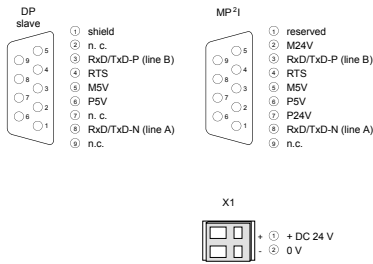 DP
slave
5
9
4
8
3
7
2
6
1
① shield
② n. c.
③ RxD/TxD-P (line B)
④ RTS
⑤ M5V
⑥ P5V
⑦ n. c.
⑧ RxD/TxD-N (line A)
⑨ n.c.
MP²I
5
9
4
8
3
7
2
6
1
① reserved
② M24V
③ RxD/TxD-P (line B)
④ RTS
⑤ M5V
⑥ P5V
⑦ P24V
⑧ RxD/TxD-N (line A)
⑨ n.c.
X1
+ ① + DC 24 V
- ② 0 V